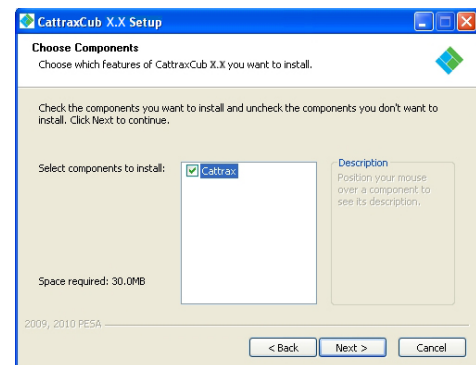 CattraxCub X.X Setup
Choose Components
Choose which features of CattraxCub X.X you want to install.
Check the components you want to install and uncheck the components you don't want to
install. Click Next to continue.
Select components to install:
Cattrax
Description
Position your mouse
over a component to
see its description.
Space required: 30.0MB
2009, 2010 PESA
< Back
Next >
Cancel